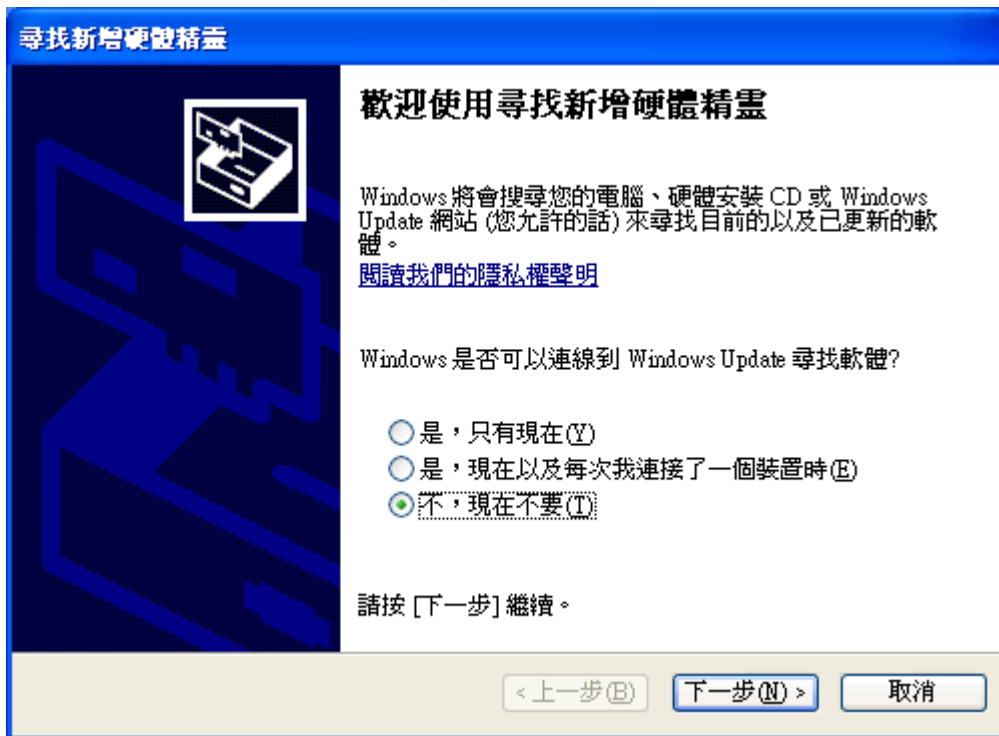 尋找新增硬體精靈
歡迎使用尋找新增硬體精靈
Windows 將會搜尋您的電腦、硬體安裝 CD 或 Windows
Update 網站 (您允許的話) 來尋找目前的以及已更新的軟
體。
閱讀我們的隱私權聲明
Windows 是否可以連線到 Windows Update 尋找軟體?
是，只有現在(Y)
是，現在以及每次我連接了一個裝置時(E)
不，現在不要(T)
請按 [下一步] 繼續。
< 上一步(B) 下一步(N) > 取消